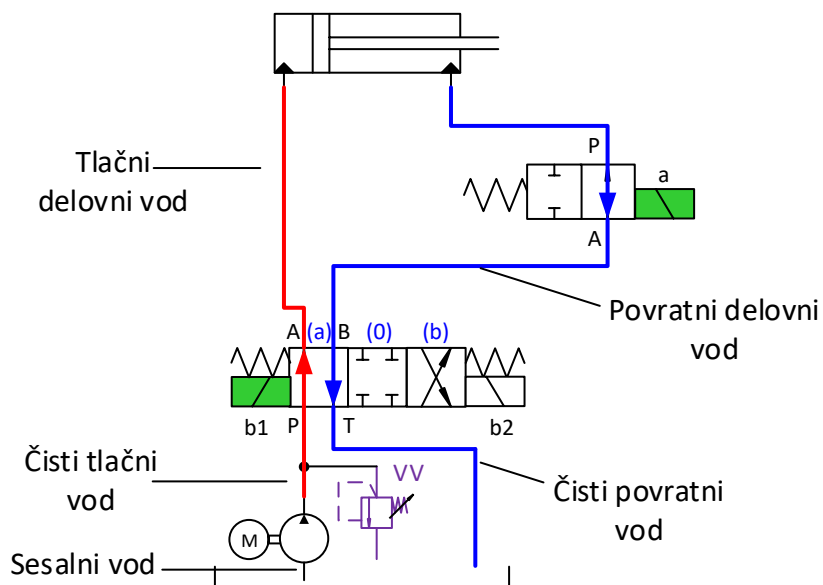 Tlačni
delovni vod
P
a
A
Povratni delovni
vod
A (a) B (0) (b)
b1 P T b2
Čisti tlačni
vod
VV
Čisti povratni
vod
M
Sesalni vod